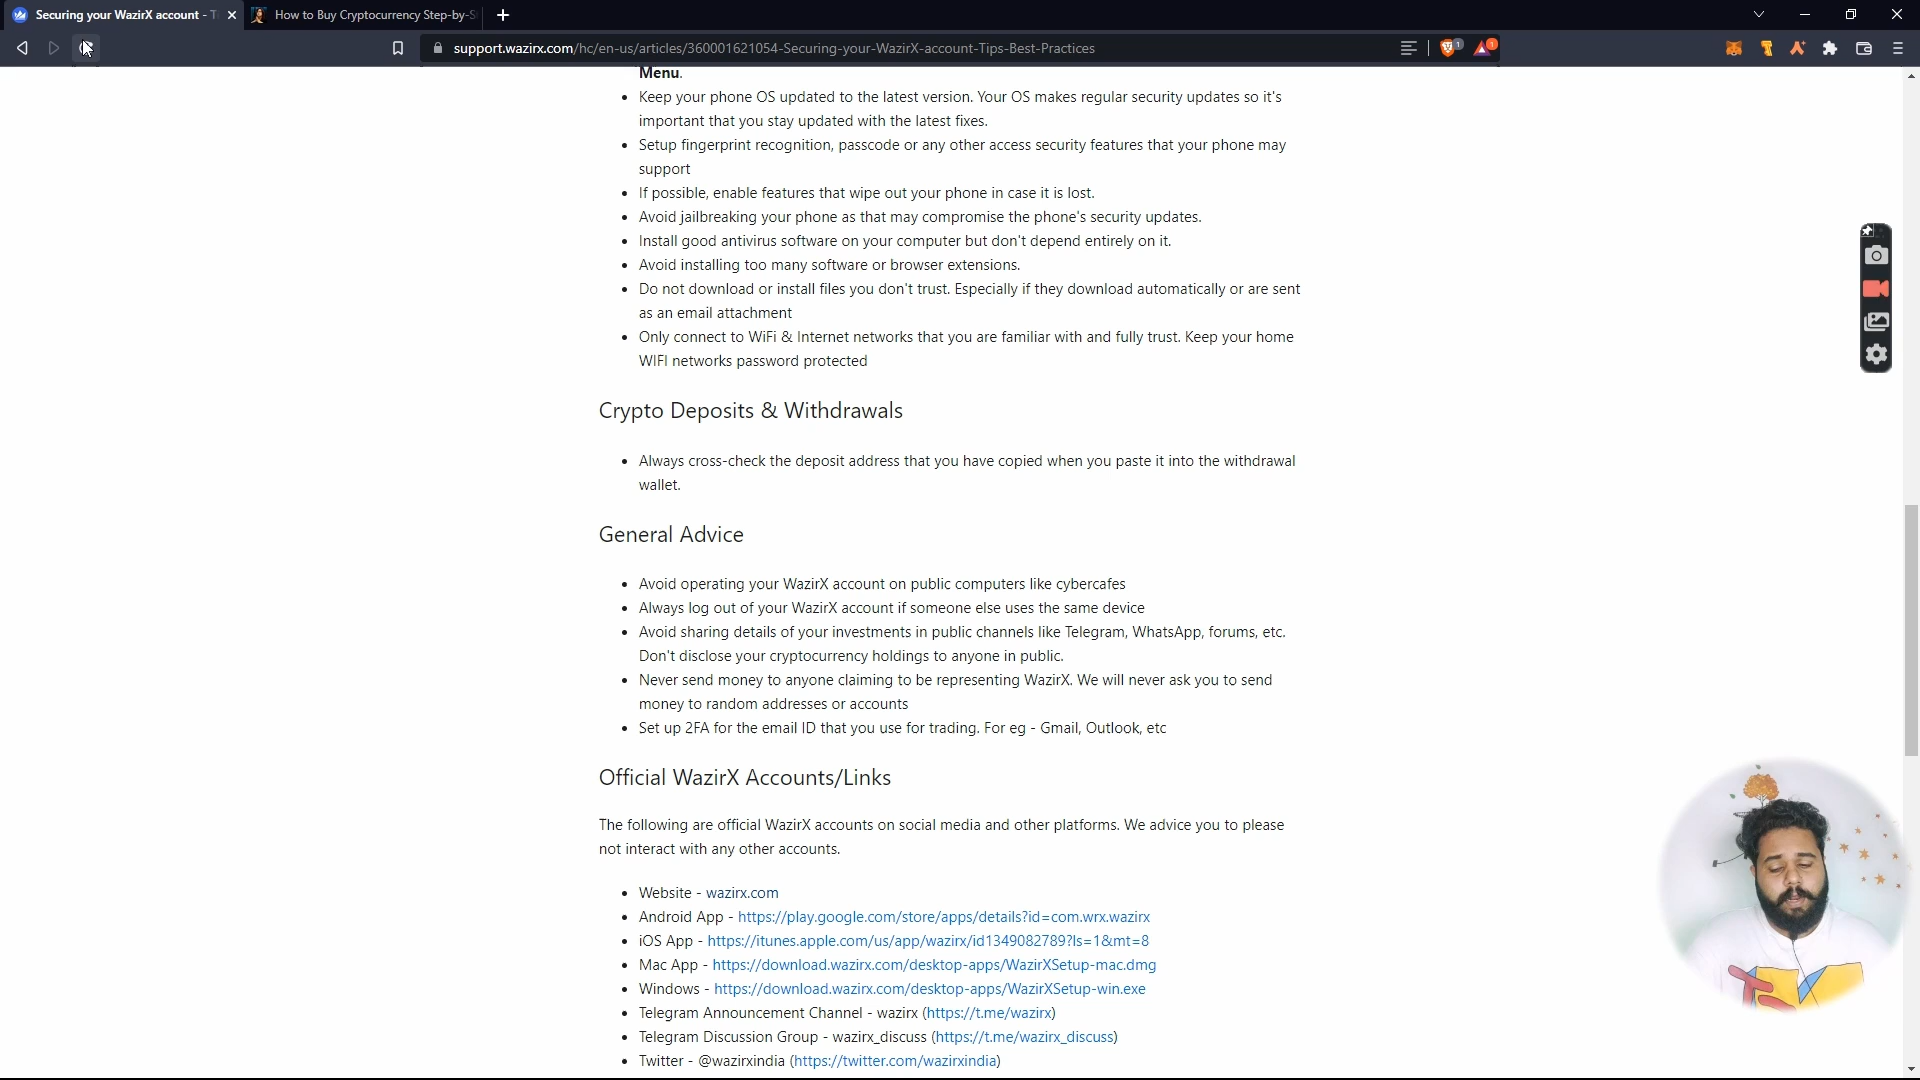 Securing your WazirX account - T
How to Buy Cryptocurrency Step-by-S
support.wazirx.com/hc/en-us/articles/360001621054-Securing-your-WazirX-account-Tips-Best-Practices
1
1
Menu.
• Keep your phone OS updated to the latest version. Your OS makes regular security updates so it's
important that you stay updated with the latest fixes.
• Setup fingerprint recognition, passcode or any other access security features that your phone may
support
• If possible, enable features that wipe out your phone in case it is lost.
• Avoid jailbreaking your phone as that may compromise the phone's security updates.
• Install good antivirus software on your computer but don't depend entirely on it.
• Avoid installing too many software or browser extensions.
• Do not download or install files you don't trust. Especially if they download automatically or are sent
as an email attachment
• Only connect to WiFi & Internet networks that you are familiar with and fully trust. Keep your home
WIFI networks password protected
Crypto Deposits & Withdrawals
• Always cross-check the deposit address that you have copied when you paste it into the withdrawal
wallet.
General Advice
• Avoid operating your WazirX account on public computers like cybercafes
• Always log out of your WazirX account if someone else uses the same device
• Avoid sharing details of your investments in public channels like Telegram, WhatsApp, forums, etc.
Don't disclose your cryptocurrency holdings to anyone in public.
• Never send money to anyone claiming to be representing WazirX. We will never ask you to send
money to random addresses or accounts
• Set up 2FA for the email ID that you use for trading. For eg - Gmail, Outlook, etc
Official WazirX Accounts/Links
The following are official WazirX accounts on social media and other platforms. We advice you to please
not interact with any other accounts.
• Website - wazirx.com
• Android App - https://play.google.com/store/apps/details?id=com.wrx.wazirx
• iOS App - https://itunes.apple.com/us/app/wazirx/id1349082789?ls=1&mt=8
• Mac App - https://download.wazirx.com/desktop-apps/WazirXSetup-mac.dmg
• Windows - https://download.wazirx.com/desktop-apps/WazirXSetup-win.exe
• Telegram Announcement Channel - wazirx (https://t.me/wazirx)
• Telegram Discussion Group - wazirx_discuss (https://t.me/wazirx_discuss)
• Twitter - @wazirxindia (https://twitter.com/wazirxindia)